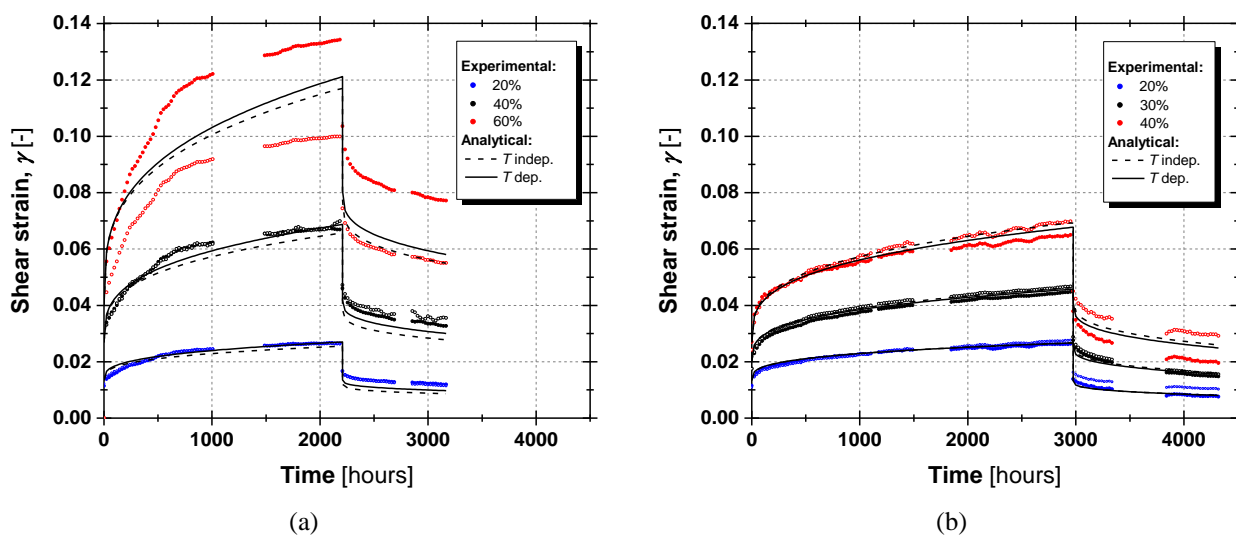 0.14
0.12
0.10
0.08
0.06
0.04
0.02
0.00
0 1000 2000 3000 4000
Shear strain, γ [-]
Time [hours]
Experimental:
20%
40%
60%
Analytical:
T indep.
T dep.
(a)
0.14
0.12
0.10
0.08
0.06
0.04
0.02
0.00
0 1000 2000 3000 4000
Shear strain, γ [-]
Time [hours]
Experimental:
20%
30%
40%
Analytical:
T indep.
T dep.
(b)